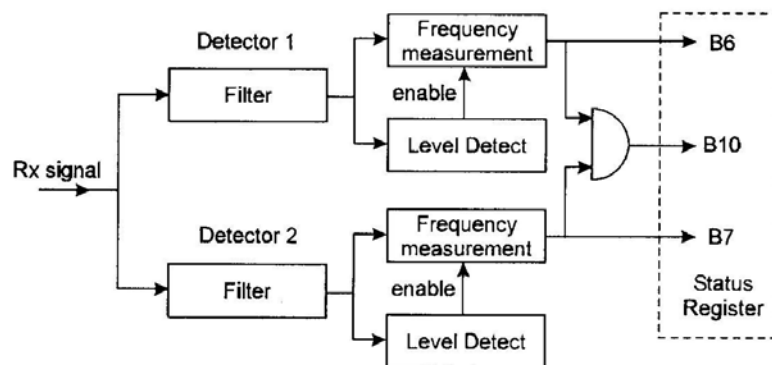 Detector 1
Filter
Frequency
measurement
enable
Level Detect
B6
B10
Rx signal
Detector 2
Filter
Frequency
measurement
enable
Level Detect
B7
Status
Register